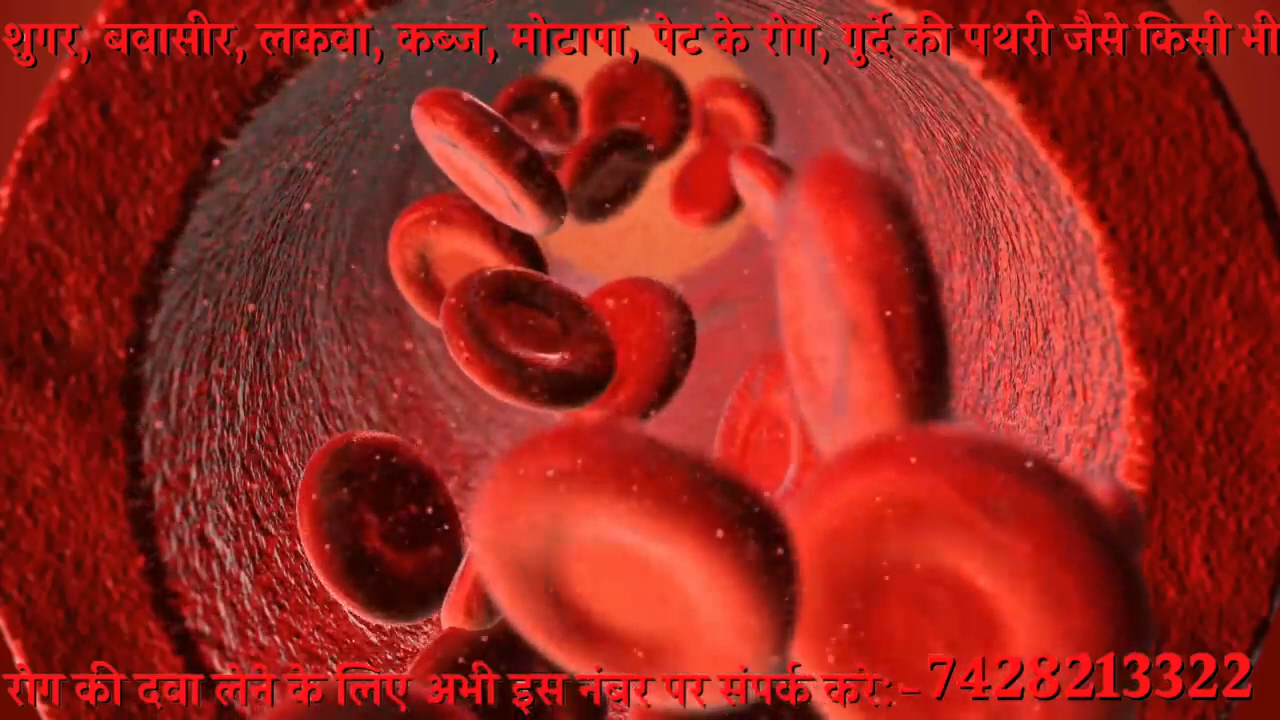 शुगर, बवासीर, लकवा, कब्ज, मोटापा, पेट के रोग, गुर्दे की पथरी जैसे किसी भी
रोग की दवा लेने के लिए अभी इस नंबर पर संपर्क करे:-7428213322